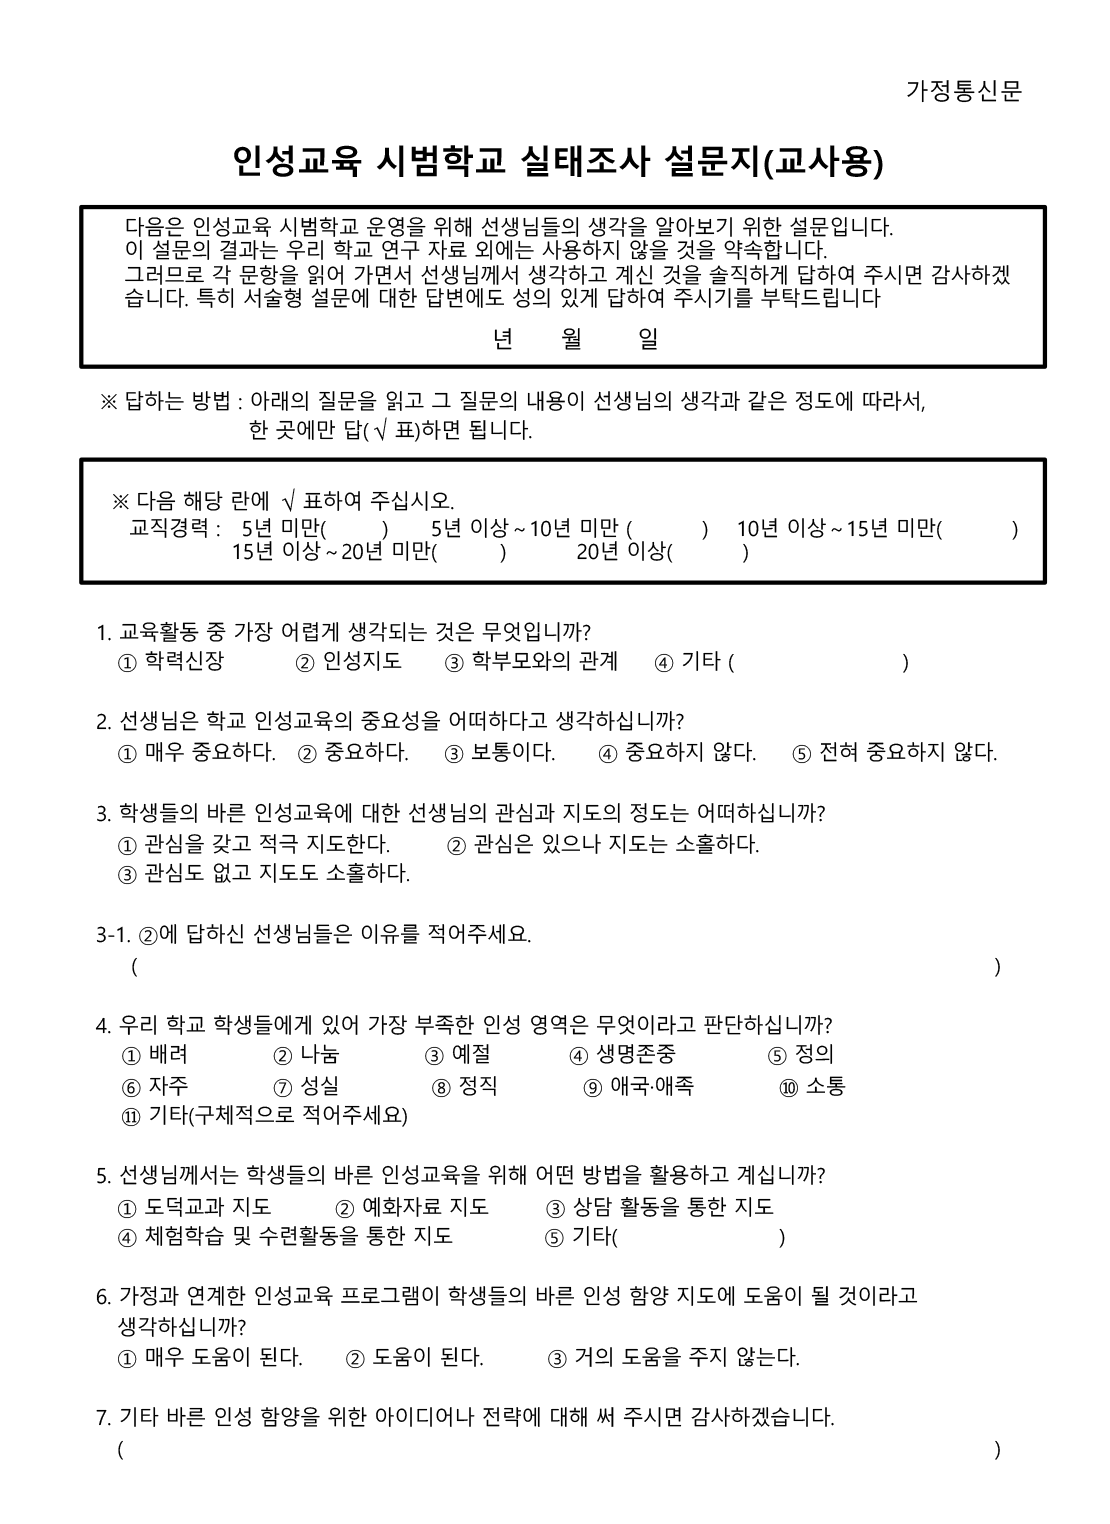 가정통신문
인성교육 시범학교 실태조사 설문지(교사용)
다음은 인성교육 시범학교 운영을 위해 선생님들의 생각을 알아보기 위한 설문입니다.
이 설문의 결과는 우리 학교 연구 자료 외에는 사용하지 않을 것을 약속합니다.
그러므로 각 문항을 읽어 가면서 선생님께서 생각하고 계신 것을 솔직하게 답하여 주시면 감사하겠
습니다. 특히 서술형 설문에 대한 답변에도 성의 있게 답하여 주시기를 부탁드립니다
년 월 일
※ 답하는 방법 : 아래의 질문을 읽고 그 질문의 내용이 선생님의 생각과 같은 정도에 따라서,
한 곳에만 답( √ 표)하면 됩니다.
※ 다음 해당 란에 √ 표하여 주십시오.
교직경력 : 5년 미만( ) 5년 이상 ~ 10년 미만 ( ) 10년 이상 ~ 15년 미만( )
15년 이상 ~ 20년 미만( ) 20년 이상( )
1. 교육활동 중 가장 어렵게 생각되는 것은 무엇입니까?
① 학력신장 ② 인성지도 ③ 학부모와의 관계 ④ 기타 ( )
2. 선생님은 학교 인성교육의 중요성을 어떠하다고 생각하십니까?
① 매우 중요하다. ② 중요하다. ③ 보통이다. ④ 중요하지 않다. ⑤ 전혀 중요하지 않다.
3. 학생들의 바른 인성교육에 대한 선생님의 관심과 지도의 정도는 어떠하십니까?
① 관심을 갖고 적극 지도한다. ② 관심은 있으나 지도는 소홀하다.
③ 관심도 없고 지도도 소홀하다.
3-1. ②에 답하신 선생님들은 이유를 적어주세요.
( )
4. 우리 학교 학생들에게 있어 가장 부족한 인성 영역은 무엇이라고 판단하십니까?
① 배려 ② 나눔 ③ 예절 ④ 생명존중 ⑤ 정의
⑥ 자주 ⑦ 성실 ⑧ 정직 ⑨ 애국·애족 ⑩ 소통
⑪ 기타(구체적으로 적어주세요)
5. 선생님께서는 학생들의 바른 인성교육을 위해 어떤 방법을 활용하고 계십니까?
① 도덕교과 지도 ② 예화자료 지도 ③ 상담 활동을 통한 지도
④ 체험학습 및 수련활동을 통한 지도 ⑤ 기타( )
6. 가정과 연계한 인성교육 프로그램이 학생들의 바른 인성 함양 지도에 도움이 될 것이라고
생각하십니까?
① 매우 도움이 된다. ② 도움이 된다. ③ 거의 도움을 주지 않는다.
7. 기타 바른 인성 함양을 위한 아이디어나 전략에 대해 써 주시면 감사하겠습니다.
( )